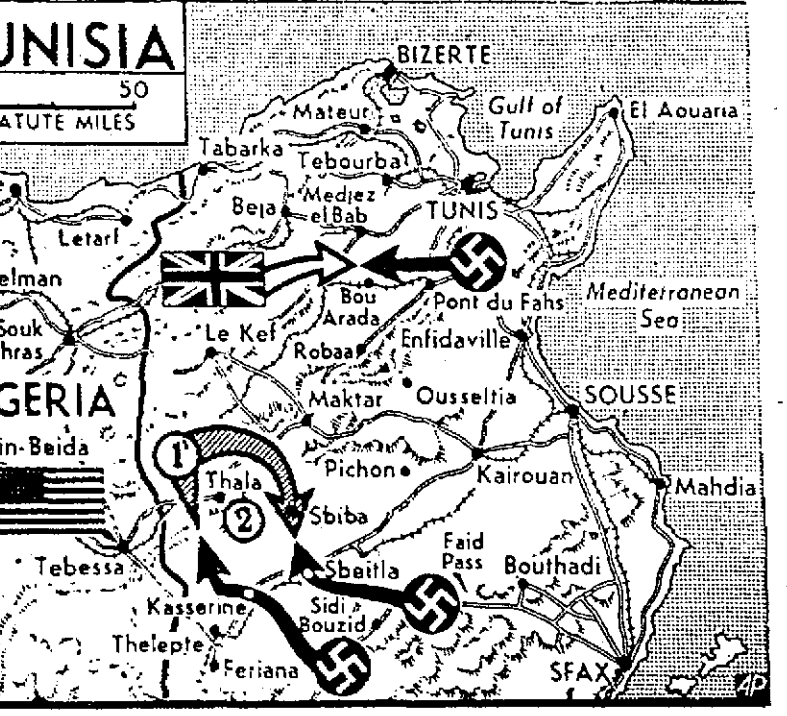 UNISIA
50
ATUTE MILES
BIZERTE
Mateur
Gulf of
Tunis
El Aouaria
Tabarka
Tebourba
Beja
Medjez
el Bab
TUNIS
Letarf
elman
Bou
Arada
Pont du Fahs
Mediterranean
Sea
Souk
hras
Le Kef
Robaa
Enfidaville
GERIA
Maktar
Ousseltia
SOUSSE
in-Beida
1
Thala
Pichon
Kairouan
Mahdia
2
Sbiba
Faid
Pass
Tebessa
Sbeitla
Bouthadi
Kasserine
Sidi
Bouzid
Thelepte
Feriana
SFAX
AP